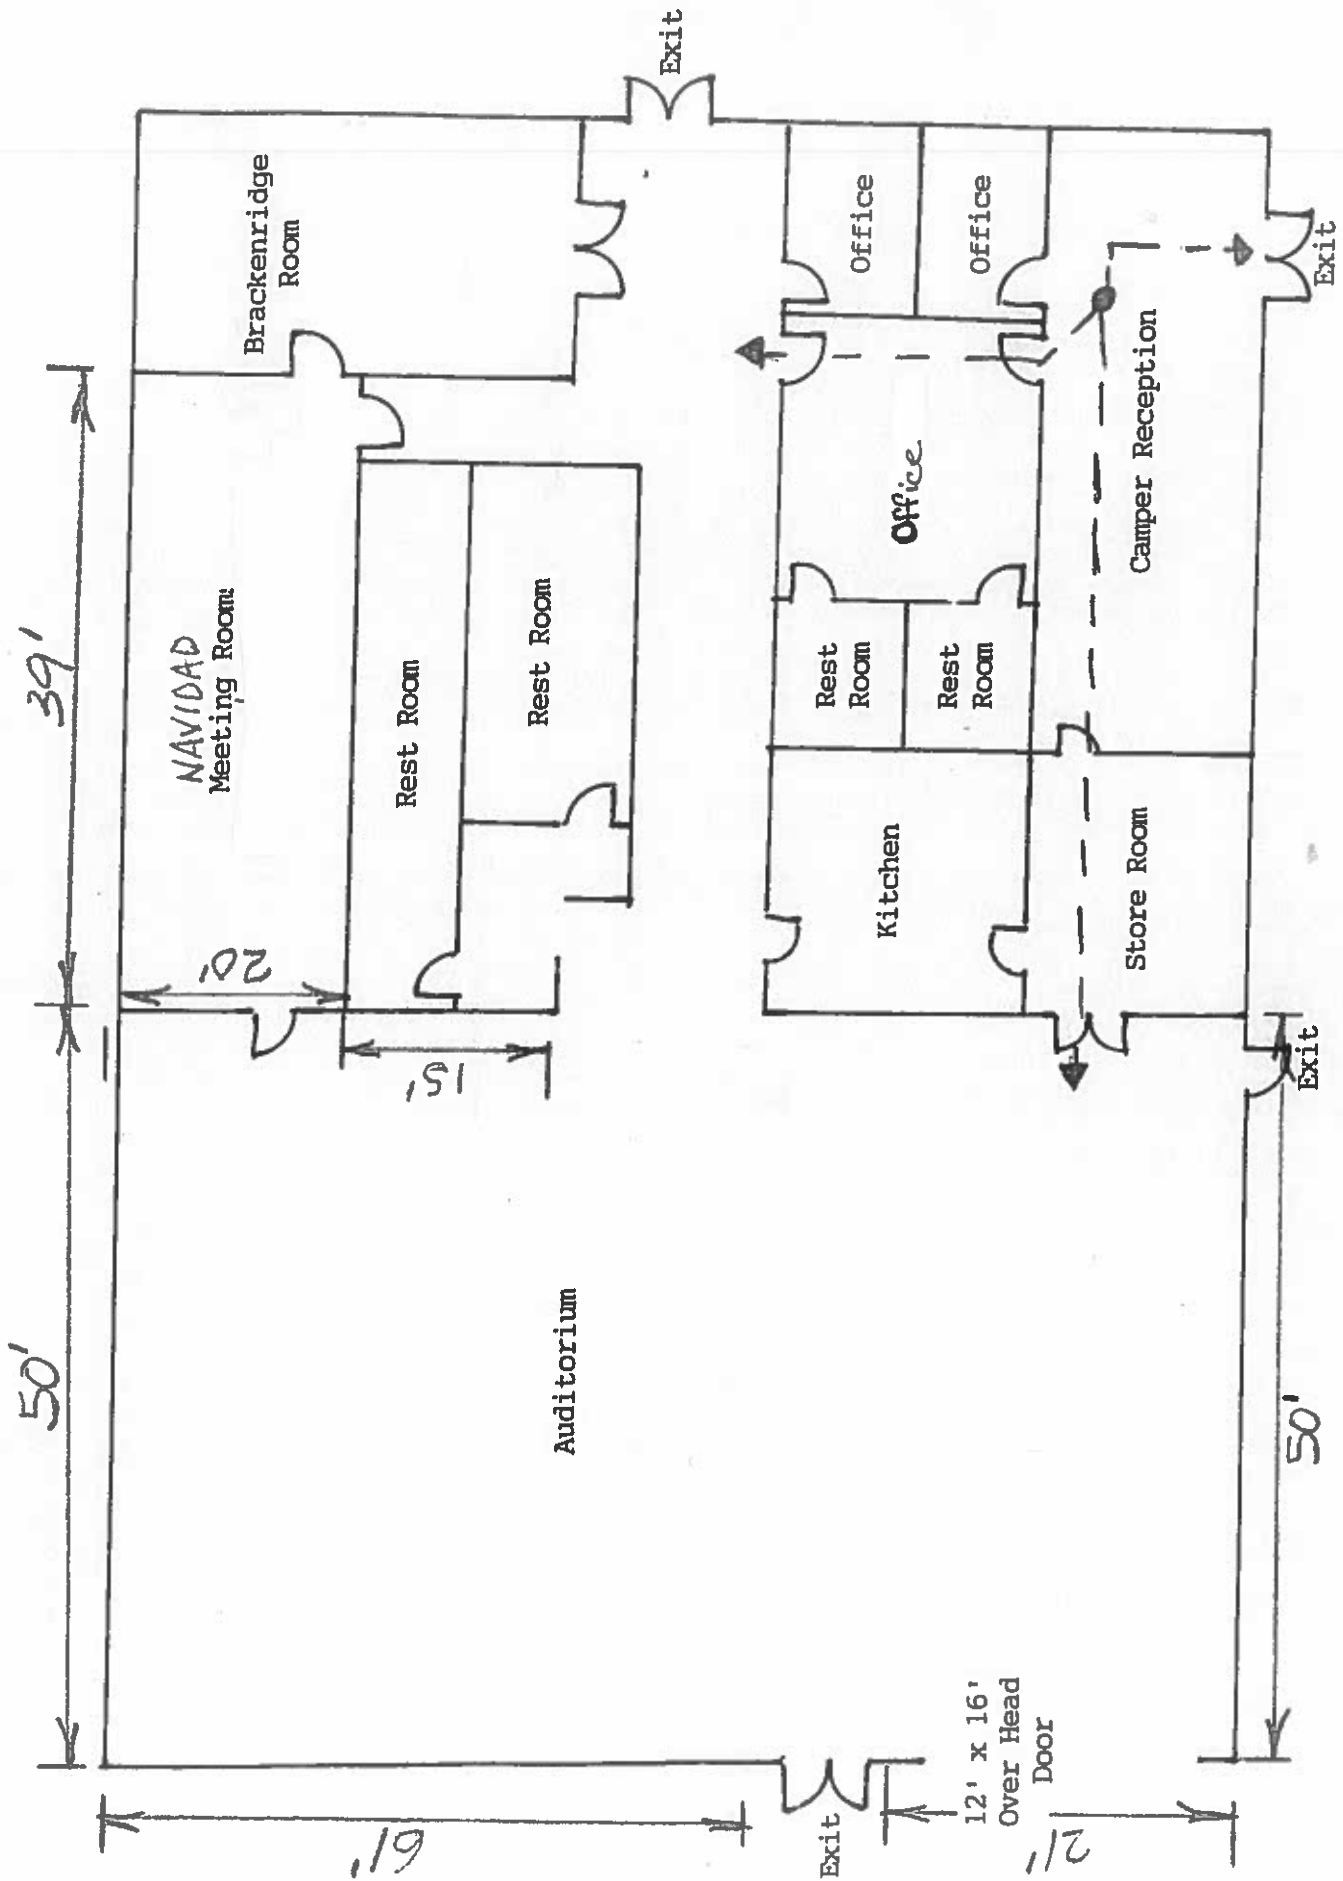 Exit
Brackenridge
Room
Office
Office
39'
NAVIDAD
Meeting Room
Rest Room
Rest Room
Office
Camper Reception
Exit
Rest
Room
Rest
Room
Kitchen
Store Room
20'
15'
Exit
50'
Auditorium
50'
61'
Exit
12' x 16'
Over Head
Door
21'